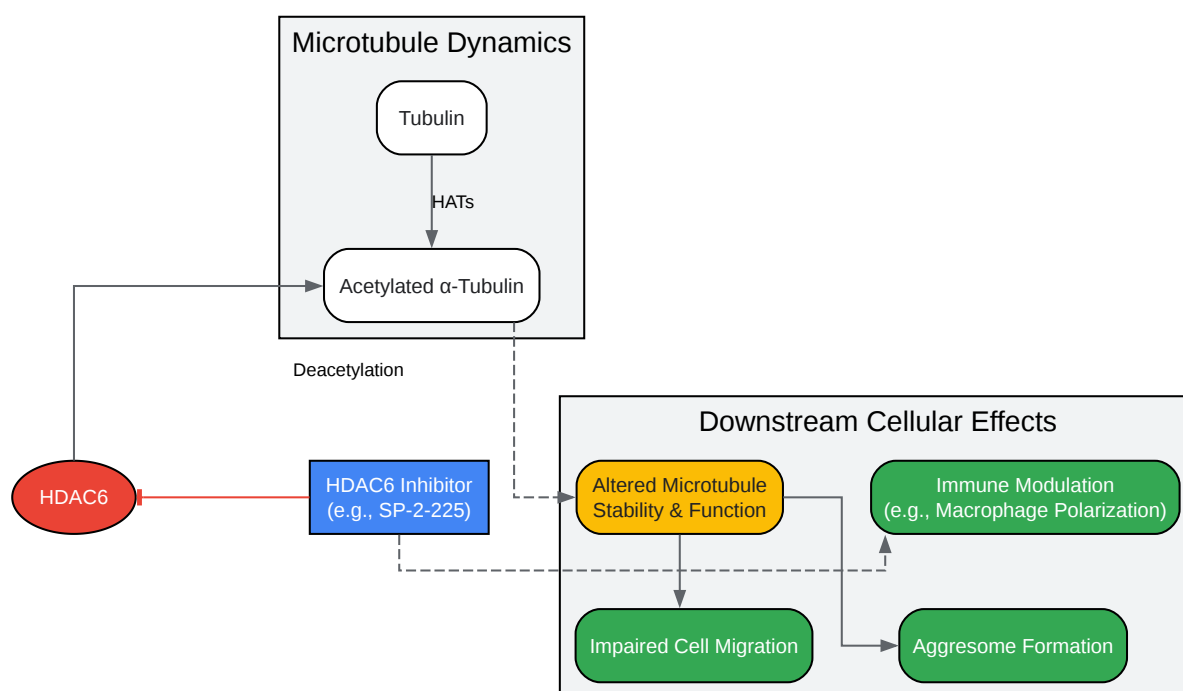 Microtubule Dynamics
Tubulin
HATs
Acetylated α-Tubulin
Deacetylation
Downstream Cellular Effects
HDAC6
HDAC6 Inhibitor
(e.g., SP-2-225)
Altered Microtubule
Stability & Function
Immune Modulation
(e.g., Macrophage Polarization)
Impaired Cell Migration
Aggresome Formation